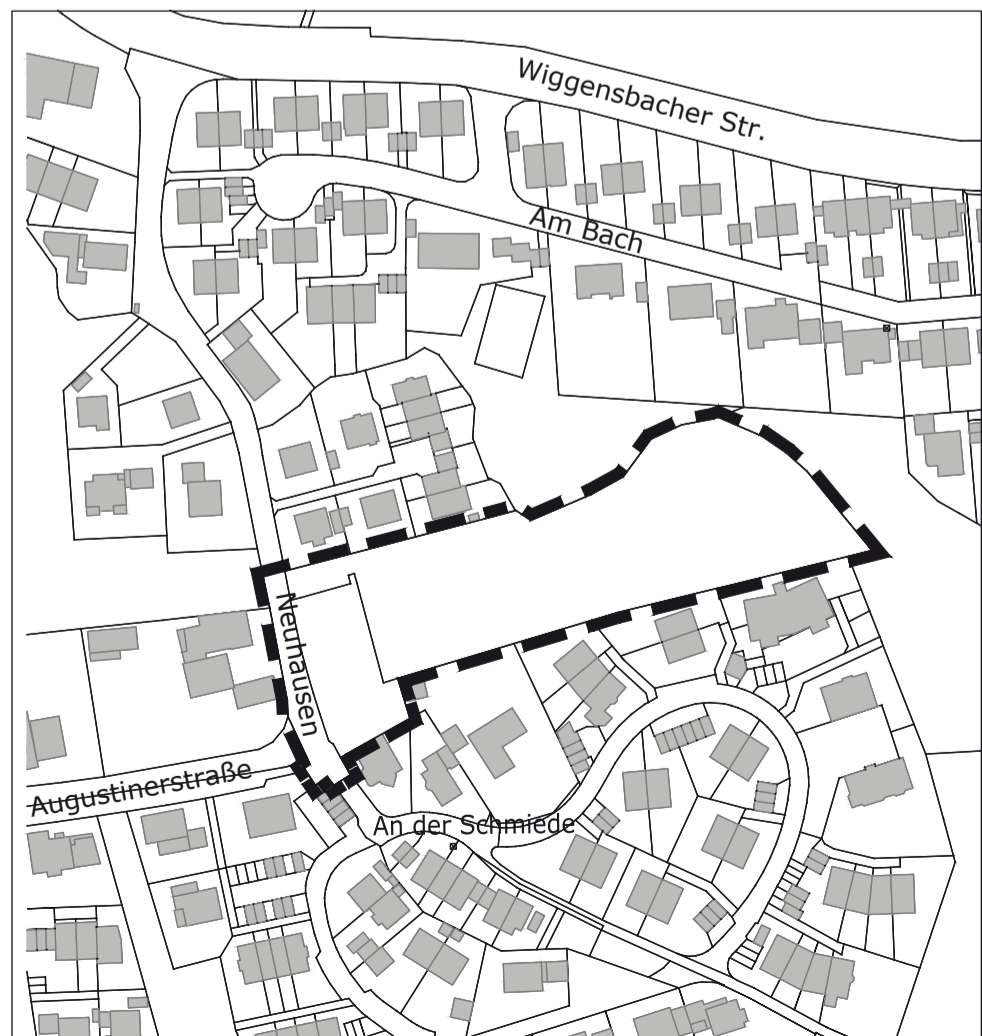 Wiggensbacher Str.
Am Bach
Neuhausen
Augustinerstraße
An der Schmiede